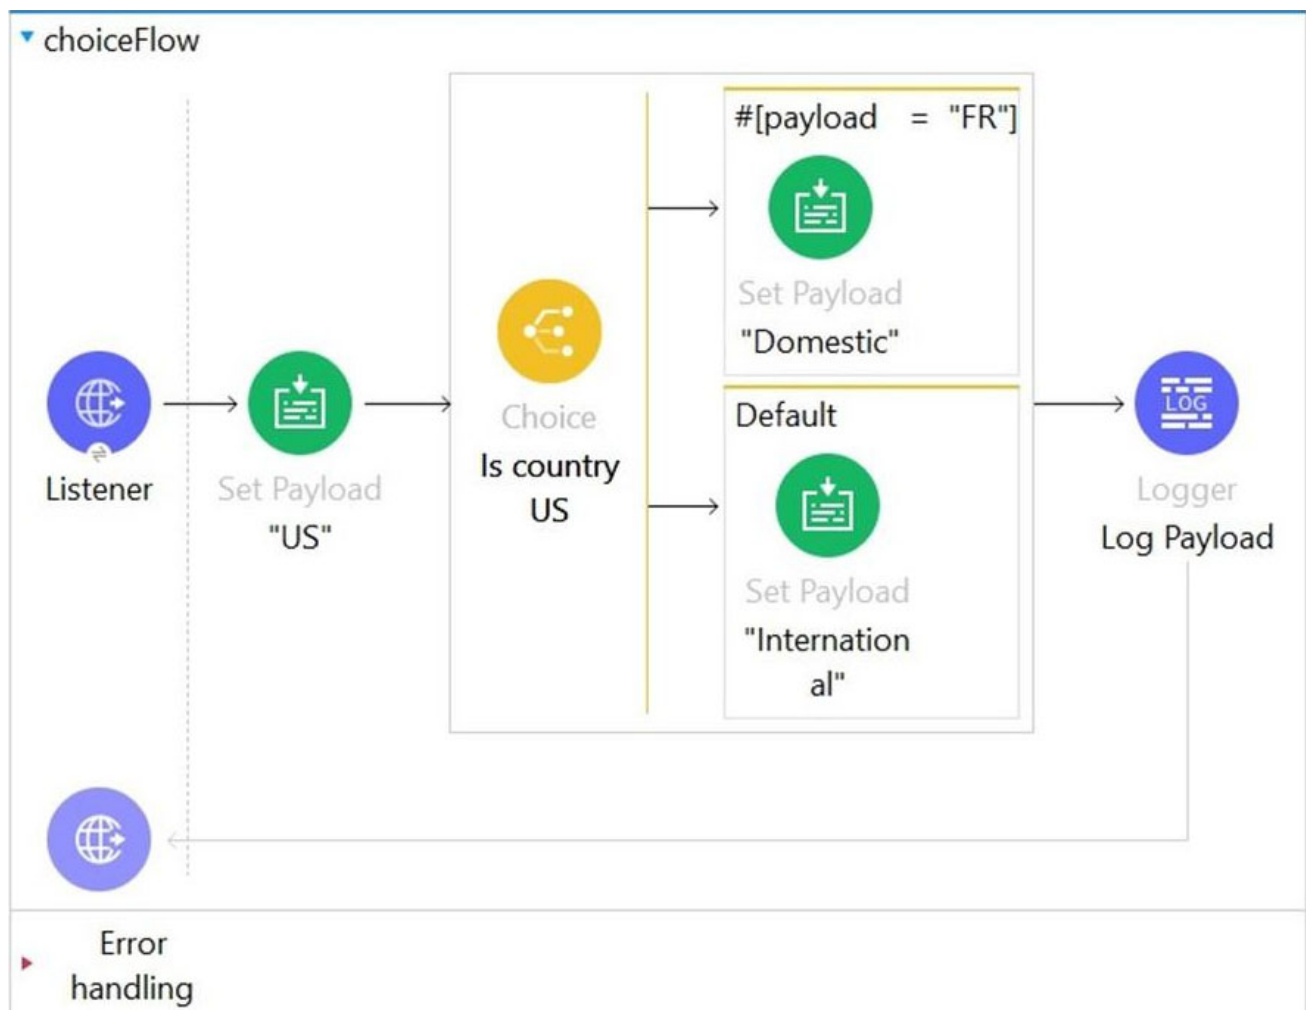 choiceFlow
#[payload = "FR"]
Set Payload
"Domestic"
Default
Set Payload
"Internation
al"
Choice
Is country
US
Listener
Set Payload
"US"
LOG
Logger
Log Payload
Error
handling